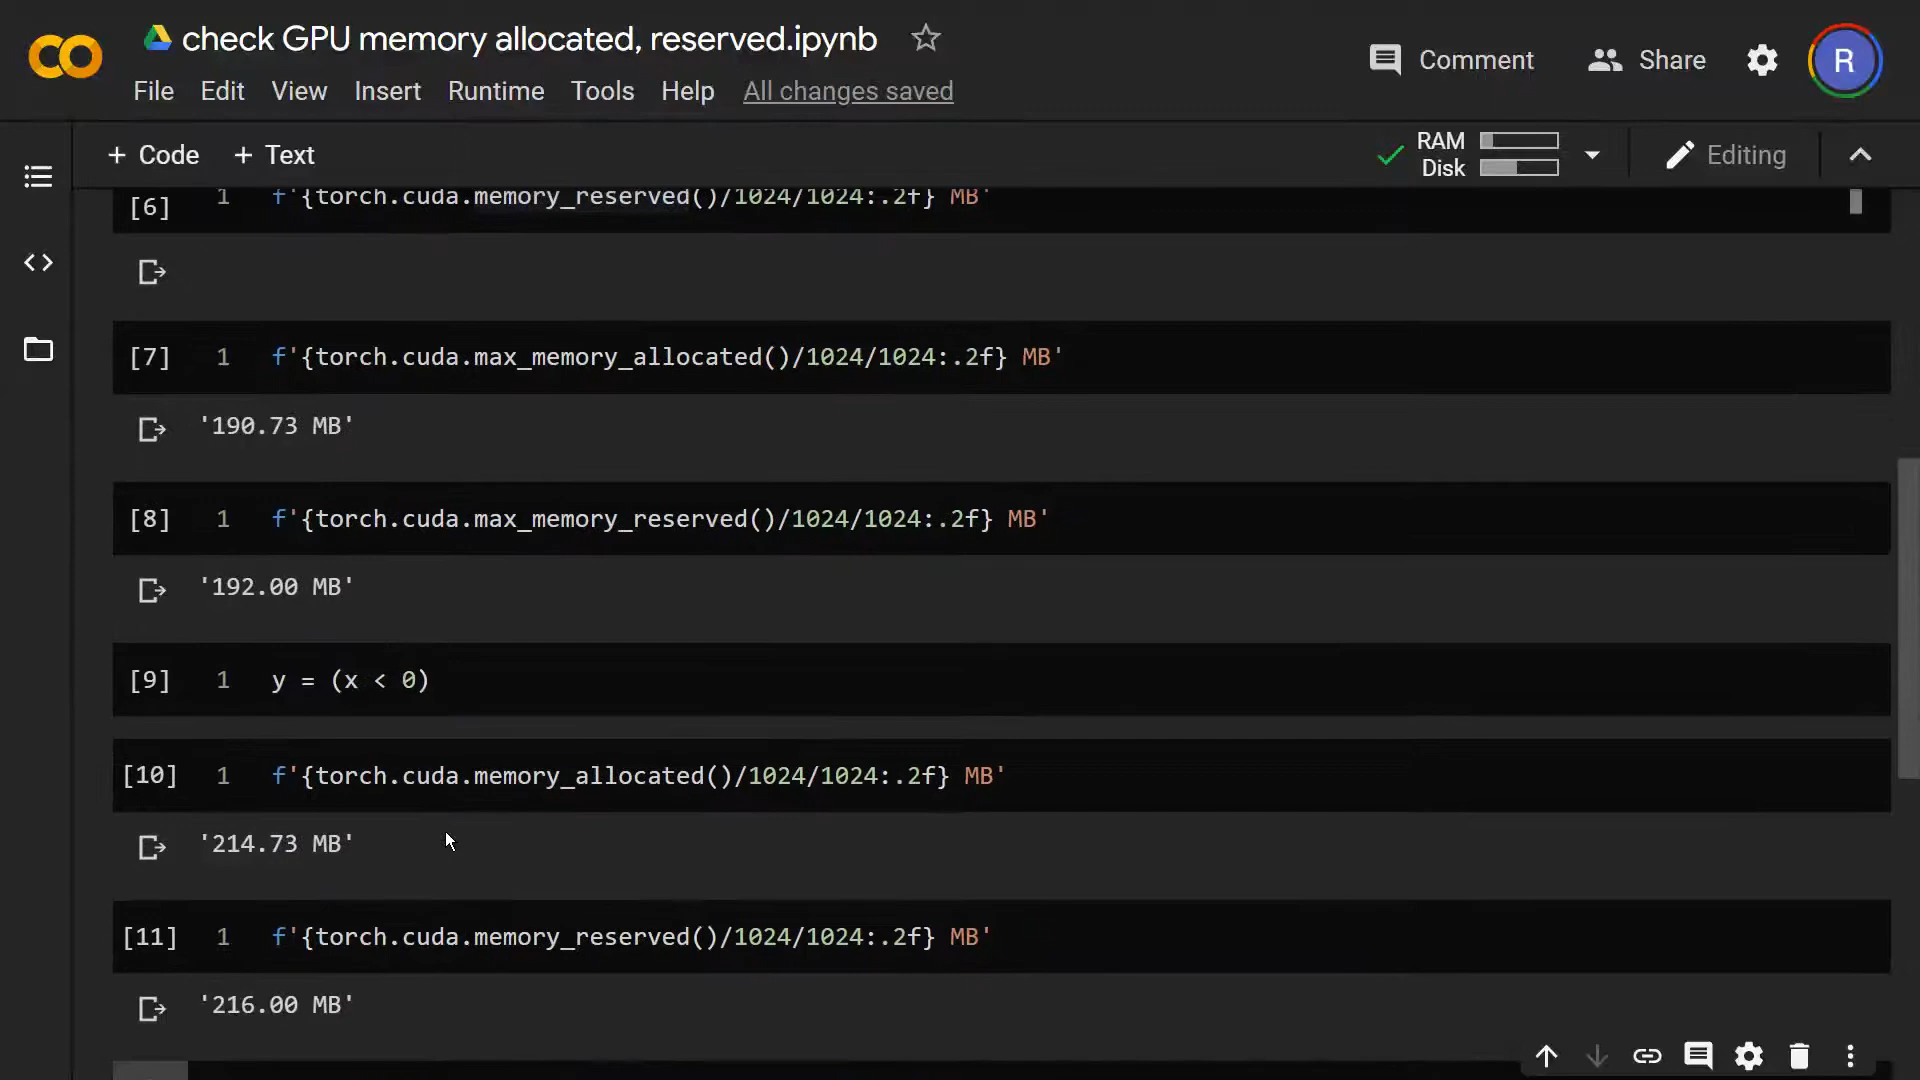 check GPU memory allocated, reserved.ipynb
Comment
Share
R
File Edit View Insert Runtime Tools Help All changes saved
+ Code + Text
RAM
Disk
Editing
[6] 1 f'{torch.cuda.memory_reserved()/1024/1024:.2f} MB'
[7] 1 f'{torch.cuda.max_memory_allocated()/1024/1024:.2f} MB'
'190.73 MB'
[8] 1 f'{torch.cuda.max_memory_reserved()/1024/1024:.2f} MB'
'192.00 MB'
[9] 1 y = (x < 0)
[10] 1 f'{torch.cuda.memory_allocated()/1024/1024:.2f} MB'
'214.73 MB'
[11] 1 f'{torch.cuda.memory_reserved()/1024/1024:.2f} MB'
'216.00 MB'